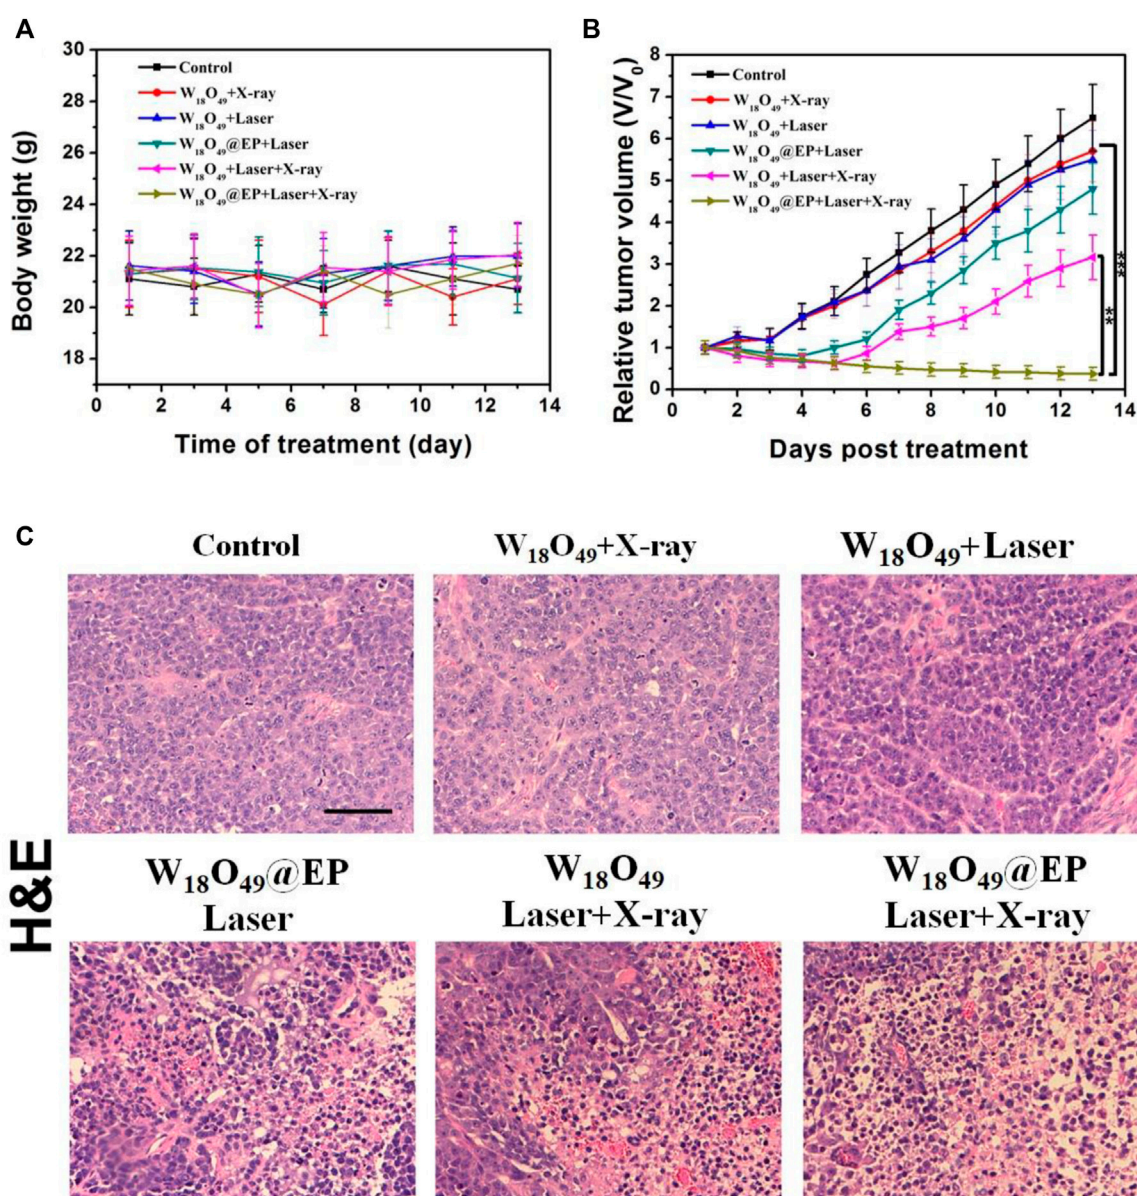 A
30
28
26
24
22
20
18
0 2 4 6 8 10 12 14
Body weight (g)
Time of treatment (day)
Control
W₁₈O₄₉+X-ray
W₁₈O₄₉+Laser
W₁₈O₄₉@EP+Laser
W₁₈O₄₉+Laser+X-ray
W₁₈O₄₉@EP+Laser+X-ray
B
8
7
6
5
4
3
2
1
0
0 2 4 6 8 10 12 14
Relative tumor volume (V/V₀)
Days post treatment
Control
W₁₈O₄₉+X-ray
W₁₈O₄₉+Laser
W₁₈O₄₉@EP+Laser
W₁₈O₄₉+Laser+X-ray
W₁₈O₄₉@EP+Laser+X-ray
***
**
C
Control
W₁₈O₄₉+X-ray
W₁₈O₄₉+Laser
H&E
W₁₈O₄₉@EP
Laser
W₁₈O₄₉
Laser+X-ray
W₁₈O₄₉@EP
Laser+X-ray